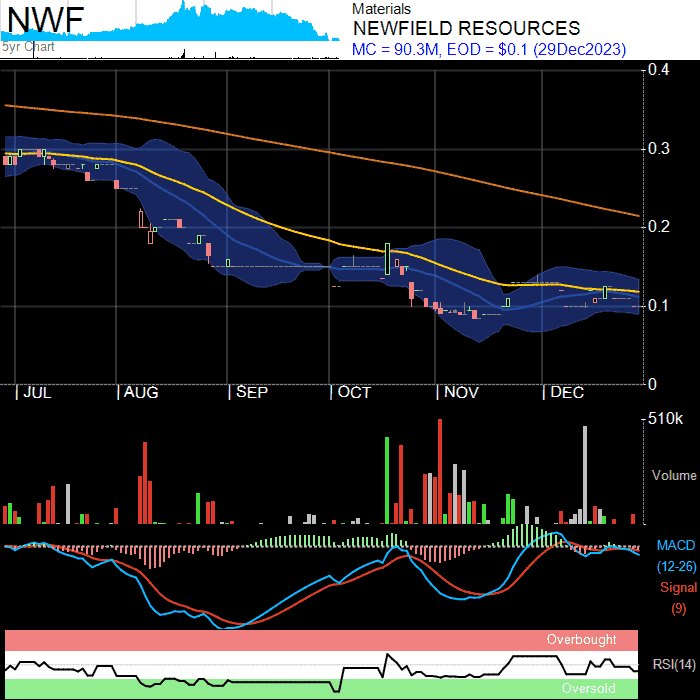 NWF
5yr Chart
Materials
NEWFIELD RESOURCES
MC = 90.3M, EOD = $0.1 (29Dec2023)
0.4
0.3
0.2
0.1
0
JUL AUG SEP OCT NOV DEC
510k
Volume
MACD
(12-26)
Signal
(9)
Overbought
RSI(14)
Oversold